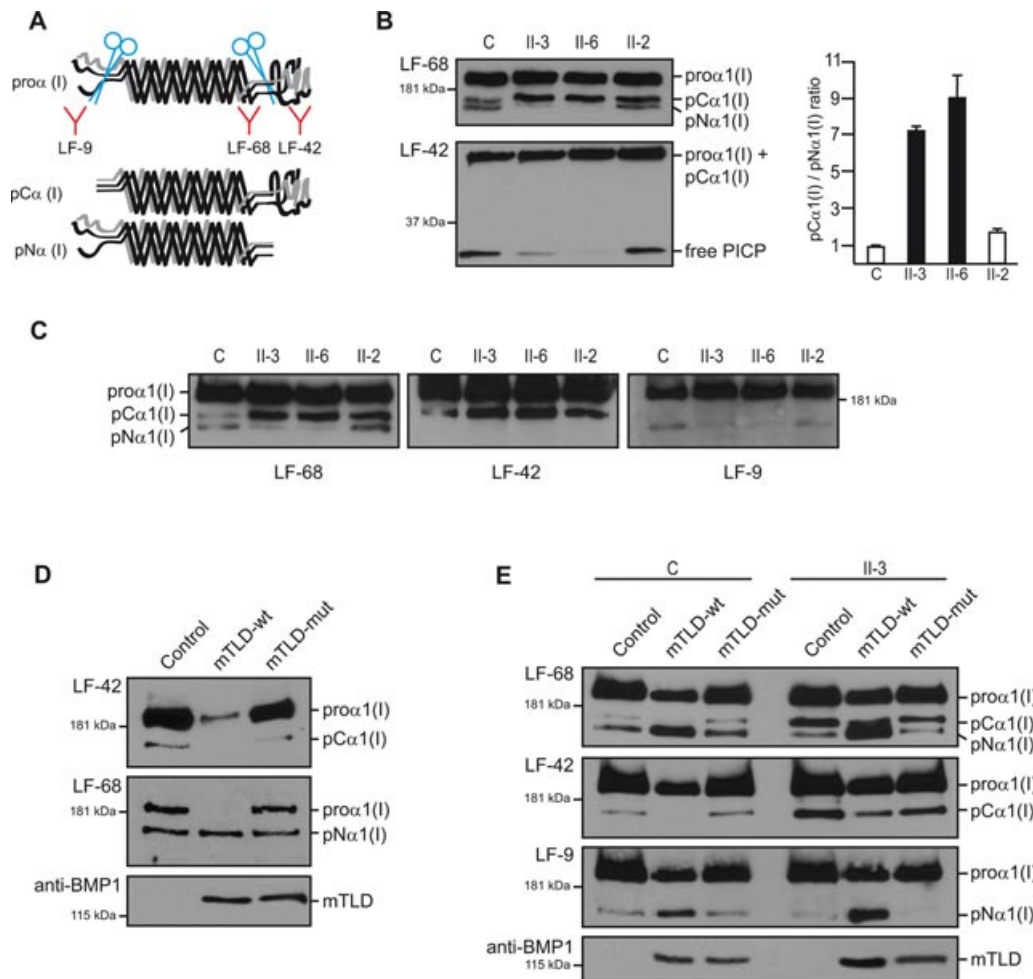 A
proα (I)
LF-9
LF-68
LF-42
pCα (I)
pNα (I)
B
C II-3 II-6 II-2
LF-68
181 kDa
proα1(I)
pCα1(I)
pNα1(I)
LF-42
37 kDa
proα1(I) +
pCα1(I)
free PICP
pCα1(I) / pNα1(I) ratio
11
9
7
5
3
1
C II-3 II-6 II-2
C
C II-3 II-6 II-2
C II-3 II-6 II-2
C II-3 II-6 II-2
proα1(I)
pCα1(I)
pNα1(I)
181 kDa
LF-68
LF-42
LF-9
D
Control mTLD-wt mTLD-mut
LF-42
181 kDa
proα1(I)
pCα1(I)
LF-68
181 kDa
proα1(I)
pNα1(I)
anti-BMP1
115 kDa
mTLD
E
C II-3
Control mTLD-wt mTLD-mut Control mTLD-wt mTLD-mut
LF-68
181 kDa
proα1(I)
pCα1(I)
pNα1(I)
LF-42
181 kDa
proα1(I)
pCα1(I)
LF-9
181 kDa
proα1(I)
pNα1(I)
anti-BMP1
115 kDa
mTLD